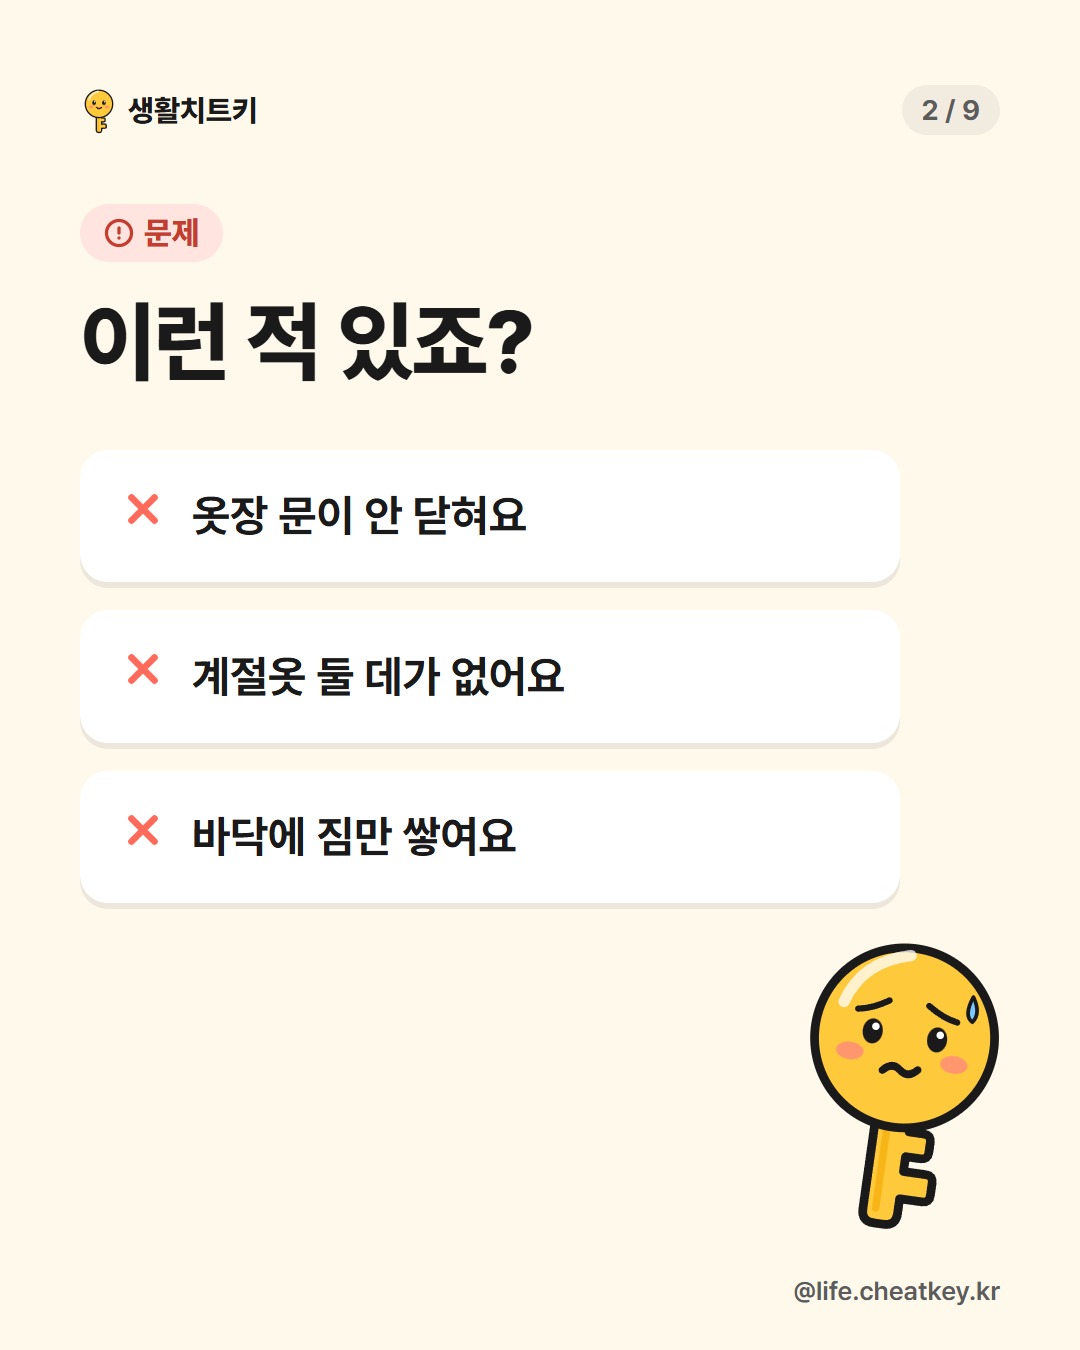 생활치트키
2 / 9
문제
이런 적 있죠?
옷장 문이 안 닫혀요
계절옷 둘 데가 없어요
바닥에 짐만 쌓여요
@life.cheatkey.kr